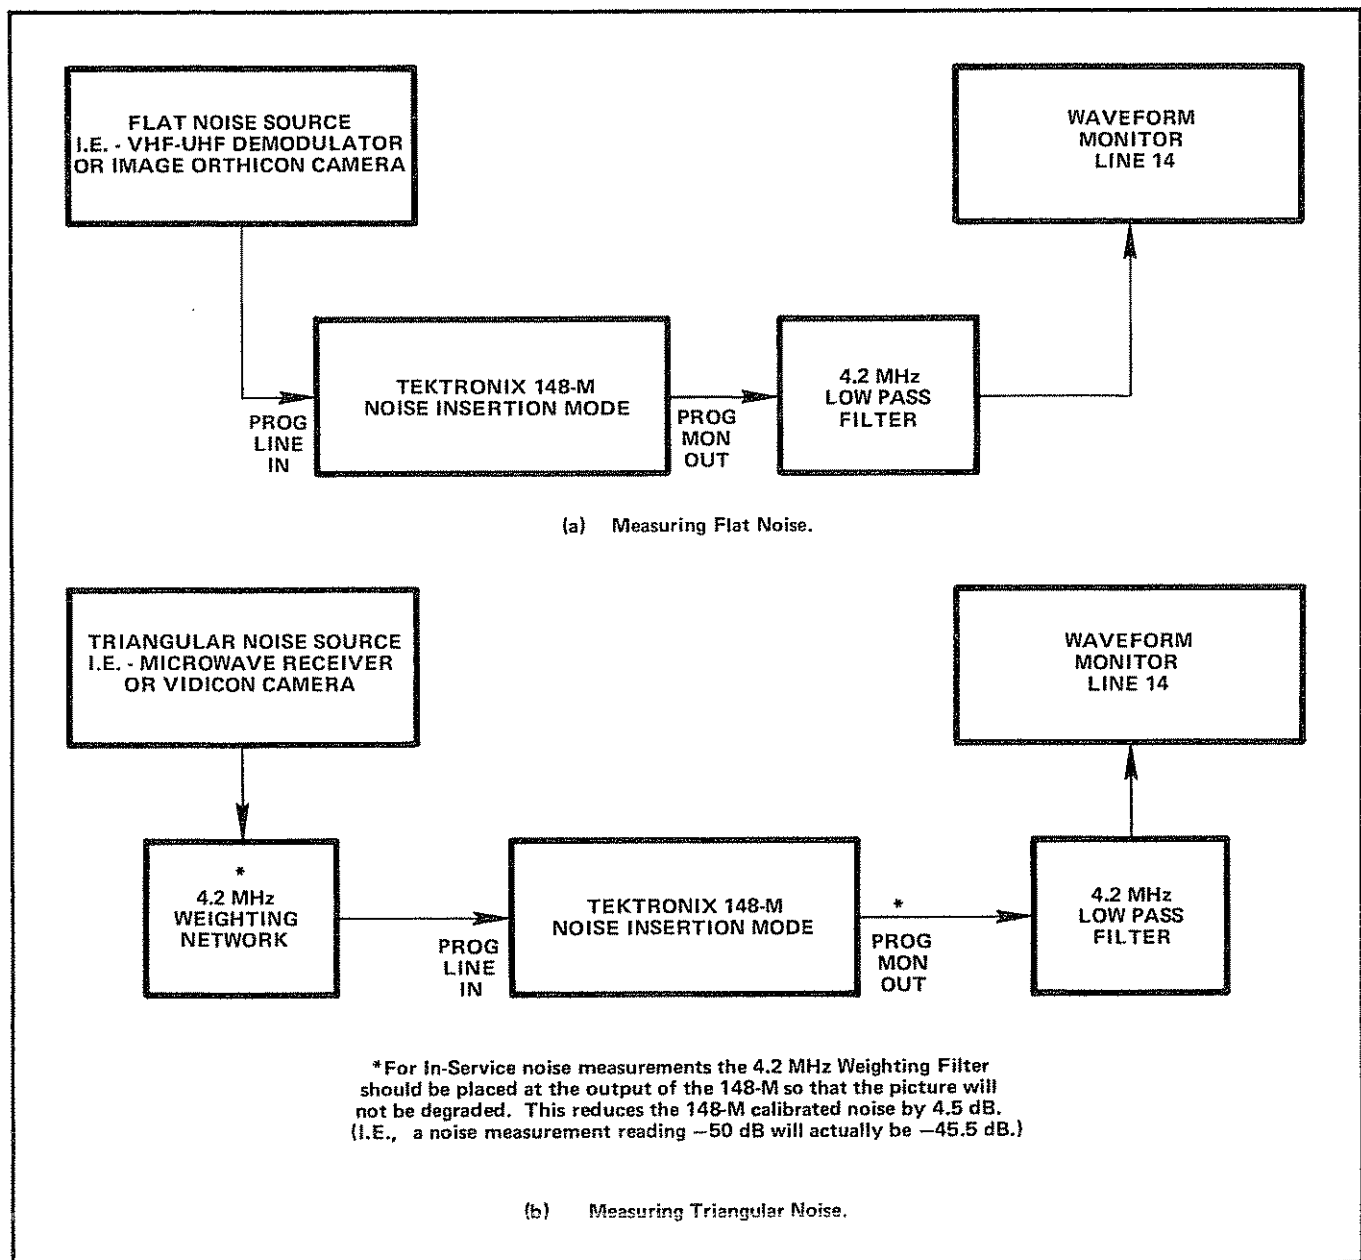 FLAT NOISE SOURCE
I.E. - VHF-UHF DEMODULATOR
OR IMAGE ORTHICON CAMERA
WAVEFORM
MONITOR
LINE 14
PROG
LINE
IN
TEKTRONIX 148-M
NOISE INSERTION MODE
PROG
MON
OUT
4.2 MHz
LOW PASS
FILTER
(a) Measuring Flat Noise.
TRIANGULAR NOISE SOURCE
I.E. - MICROWAVE RECEIVER
OR VIDICON CAMERA
WAVEFORM
MONITOR
LINE 14
*
4.2 MHz
WEIGHTING
NETWORK
PROG
LINE
IN
TEKTRONIX 148-M
NOISE INSERTION MODE
*
PROG
MON
OUT
4.2 MHz
LOW PASS
FILTER
*For In-Service noise measurements the 4.2 MHz Weighting Filter
should be placed at the output of the 148-M so that the picture will
not be degraded. This reduces the 148-M calibrated noise by 4.5 dB.
(I.E., a noise measurement reading −50 dB will actually be −45.5 dB.)
(b) Measuring Triangular Noise.